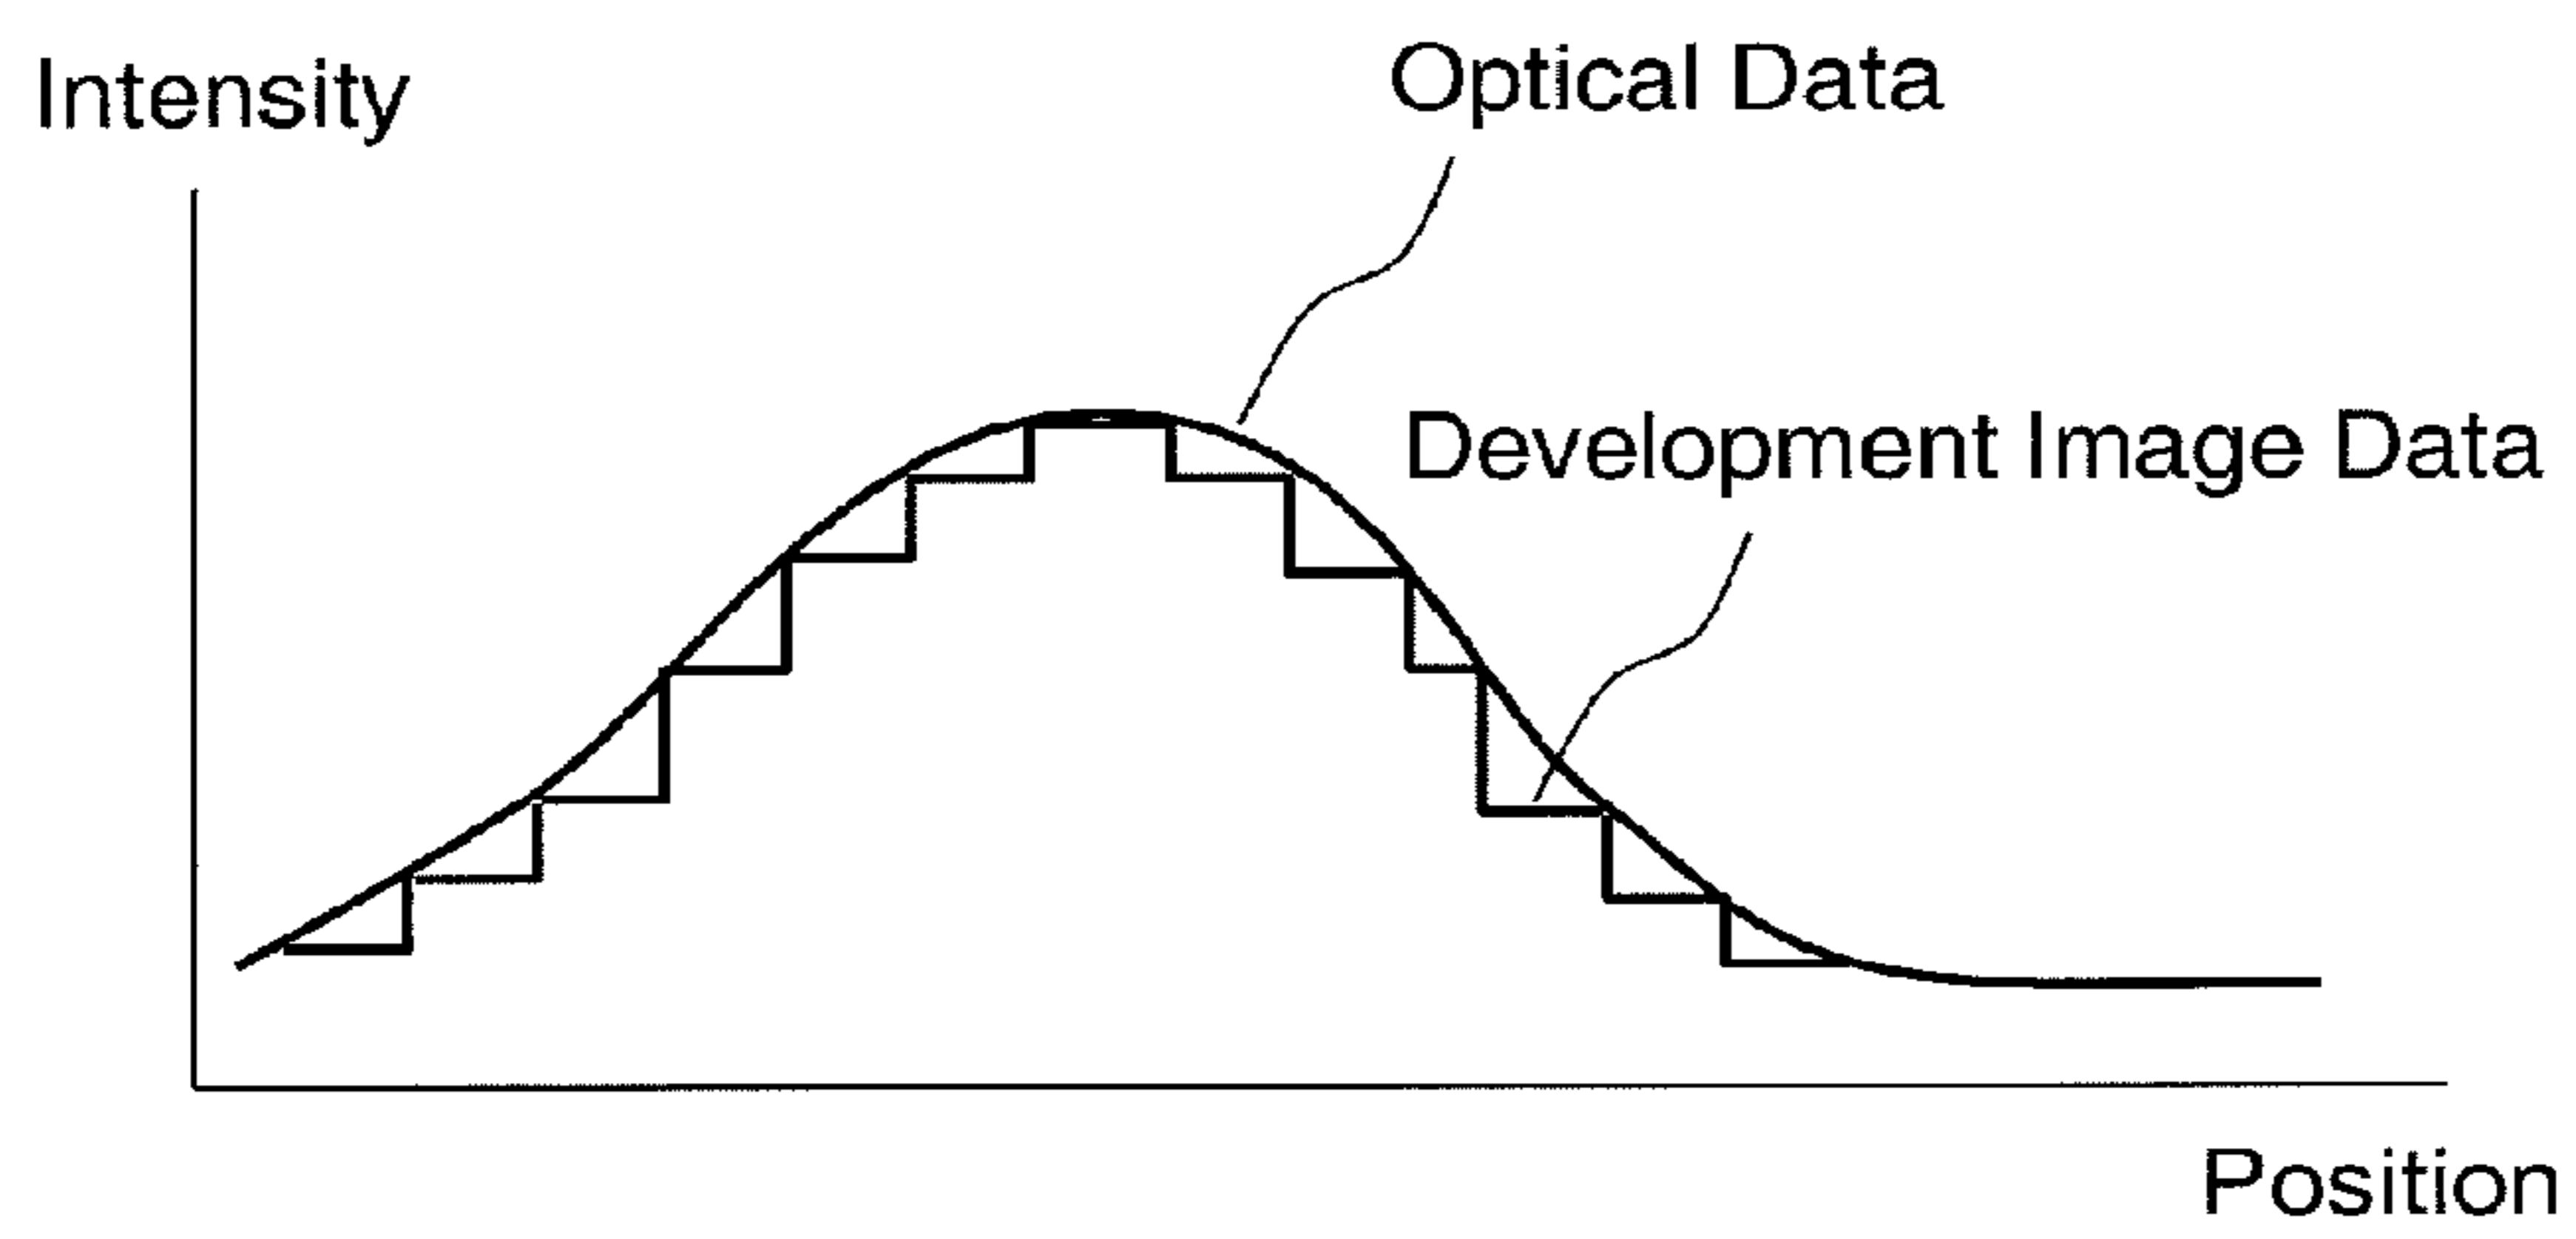 Intensity
Optical Data
Development Image Data
Position